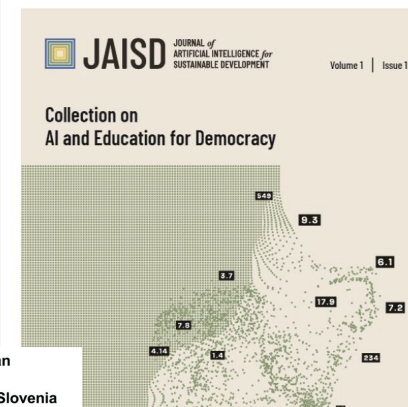 JAISD
JOURNAL of
ARTIFICIAL INTELLIGENCE for
SUSTAINABLE DEVELOPMENT
Volume 1 | Issue 1
Collection on
AI and Education for Democracy
549
9.3
6.1
3.7
17.9
7.2
7.8
4.14
1.4
234
Slovenia